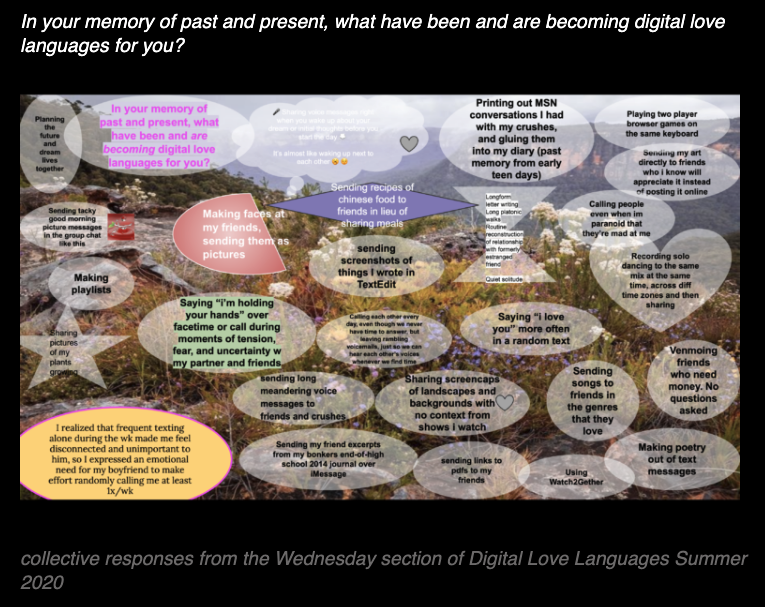 In your memory of past and present, what have been and are becoming digital love
languages for you?
Planning
the
future
and
dream
lives
together
In your memory of
past and present, what
have been and are
becoming digital love
languages for you?
Sharing voice messages right
when you wake up about your
dreams or initial thoughts before you
start the day
It's almost like waking up next to
each other
Printing out MSN
conversations I had
with my crushes,
and gluing them
into my diary (past
memory from early
teen days)
Playing two player
browser games on
the same keyboard
Sending my art
directly to friends
who i know will
appreciate it instead
of posting it online
Sending recipes of
chinese food to
friends in lieu of
sharing meals
Sending tacky
good morning
picture messages
in the group chat
like this
Making faces at
my friends,
sending them as
pictures
Longform
letter writing
Long platonic
walks
Routine
reconstruction
of relationship
with formerly
estranged
friend
Quiet solitude
Calling people
even when im
paranoid that
they're mad at me
sending
screenshots of
things I wrote in
TextEdit
Making
playlists
Recording solo
dancing to the same
mix at the same
time, across diff
time zones and then
sharing
Saying “i'm holding
your hands” over
facetime or call during
moments of tension,
fear, and uncertainty w
my partner and friends
Calling each other every
day, even though we never
have time to answer, but
leaving rambling
voicemails, just so we can
hear each other's voices
whenever we find time
Saying “i love
you” more often
in a random text
Sharing
pictures
of my
plants
growing
Venmoing
friends
who need
money. No
questions
asked
sending long
meandering voice
messages to
friends and crushes
Sharing screencaps
of landscapes and
backgrounds with
no context from
shows i watch
Sending
songs to
friends in
the genres
that they
love
I realized that frequent texting
alone during the wk made me feel
disconnected and unimportant to
him, so I expressed an emotional
need for my boyfriend to make
effort randomly calling me at least
1x/wk
Sending my friend excerpts
from my bonkers end-of-high
school 2014 journal over
iMessage
sending links to
pdfs to my
friends
Using
Watch2Gether
Making poetry
out of text
messages
collective responses from the Wednesday section of Digital Love Languages Summer
2020